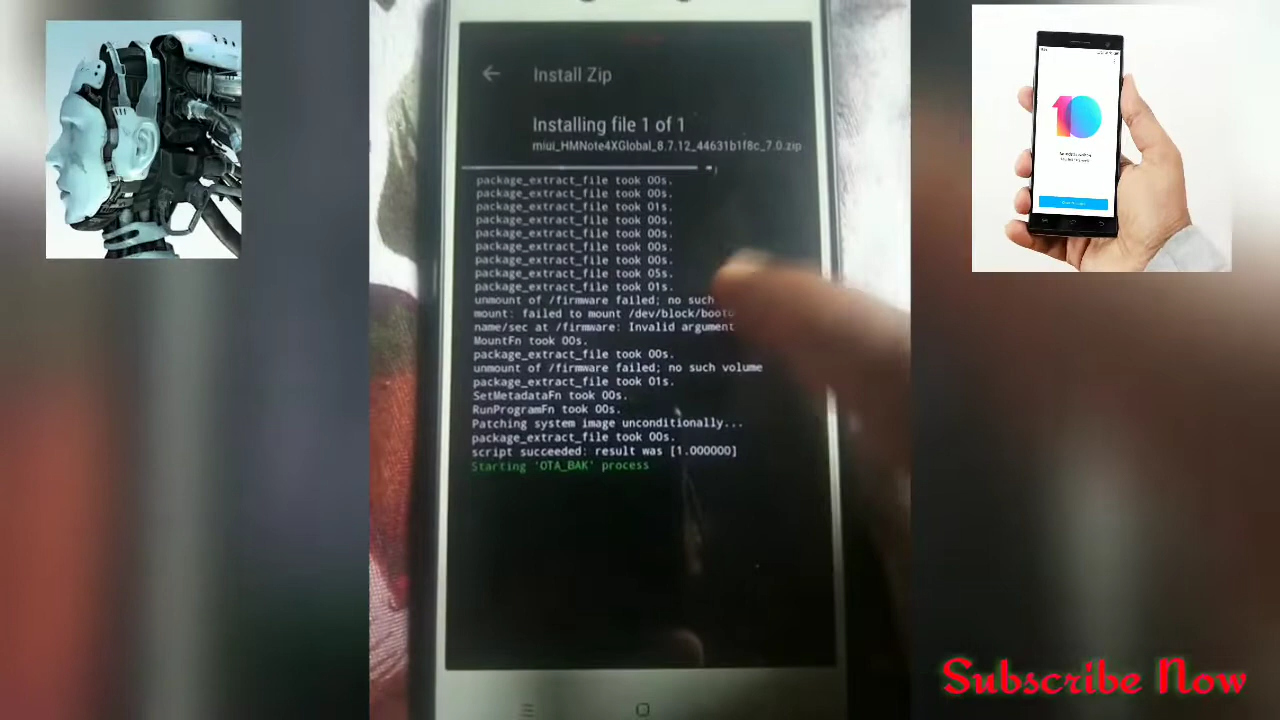 Install Zip
Installing file 1 of 1
miui_HMNote4XGlobal_8.7.12_44631b1f8c_7.0.zip
package_extract_file took 00s.
package_extract_file took 00s.
package_extract_file took 01s.
package_extract_file took 00s.
package_extract_file took 00s.
package_extract_file took 00s.
package_extract_file took 00s.
package_extract_file took 05s.
package_extract_file took 01s.
unmount of /firmware failed; no such
mount: failed to mount /dev/block/bootd
name/sec at /firmware: Invalid argument
MountFn took 00s.
package_extract_file took 00s.
unmount of /firmware failed; no such volume
package_extract_file took 01s.
SetMetadataFn took 00s.
RunProgramFn took 00s.
Patching system image unconditionally...
package_extract_file took 00s.
script succeeded: result was [1.000000]
Starting 'OTA_BAK' process
10
Subscribe Now